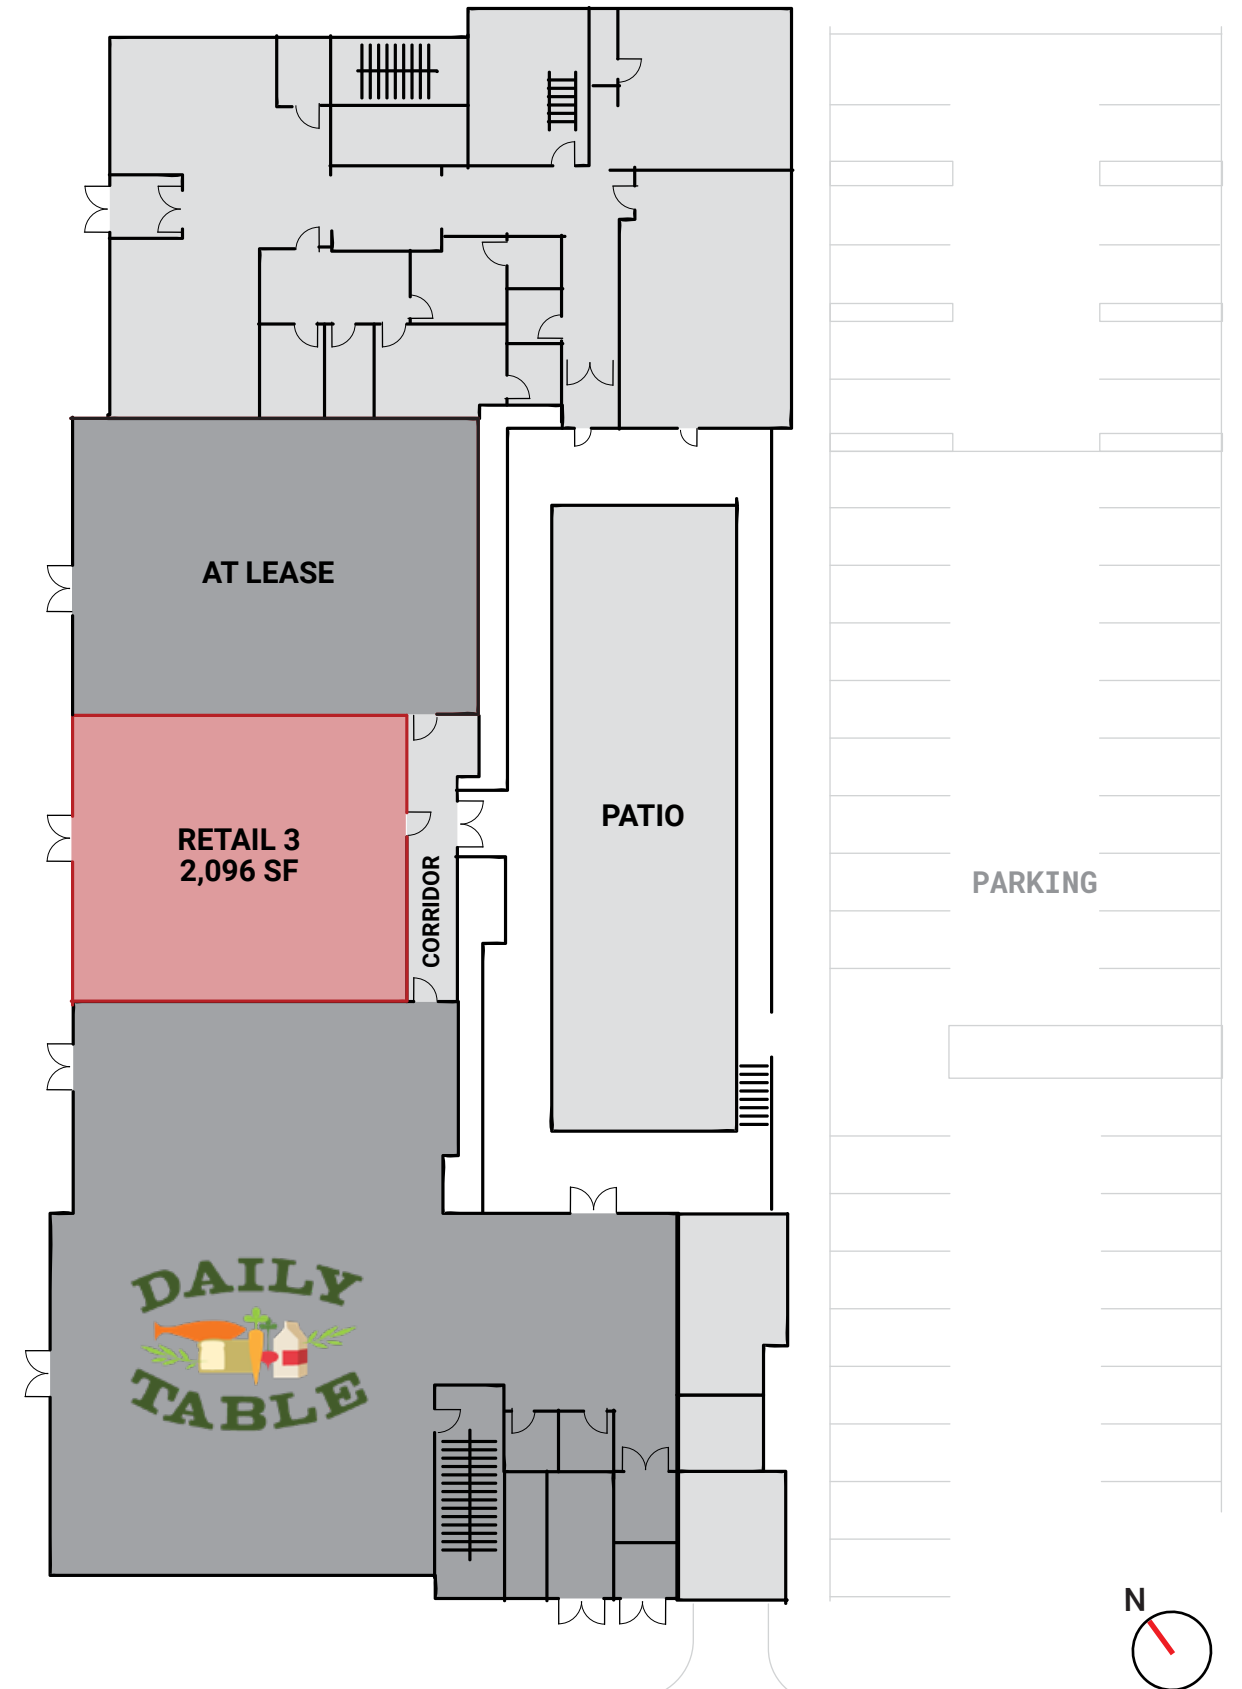 AT LEASE
RETAIL 3
2,096 SF
CORRIDOR
PATIO
PARKING
DAILY
TABLE
N